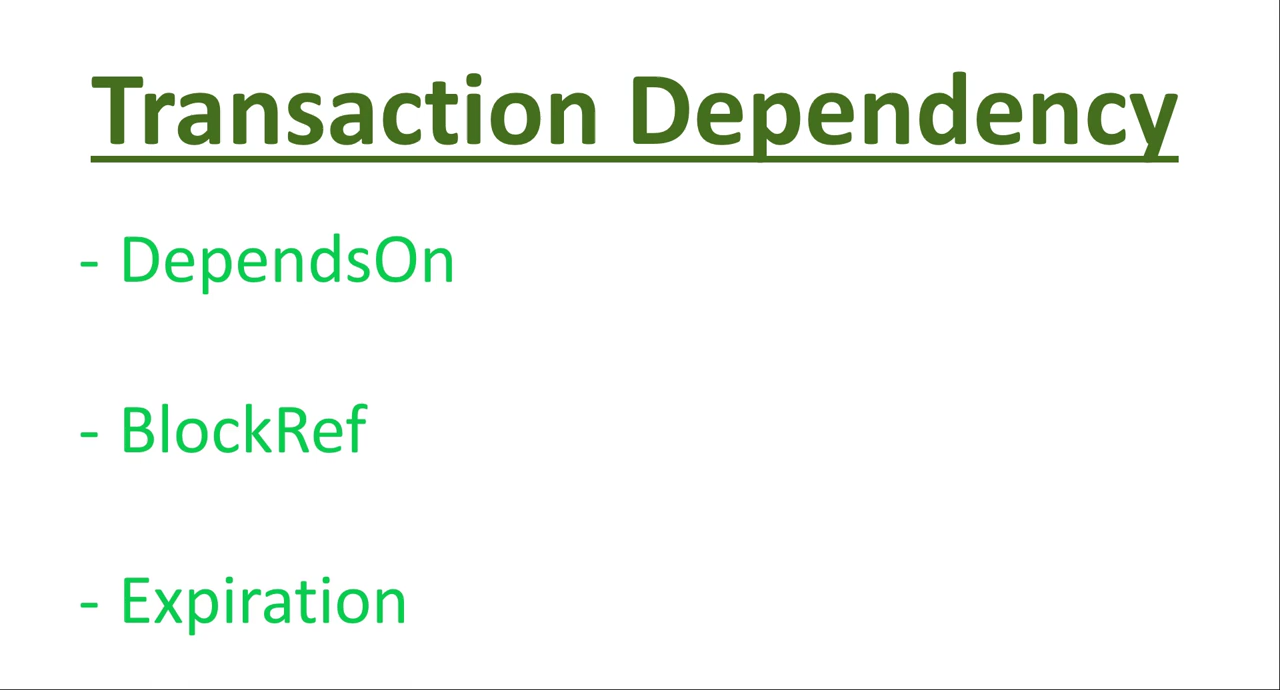 Transaction Dependency
- DependsOn
- BlockRef
- Expiration